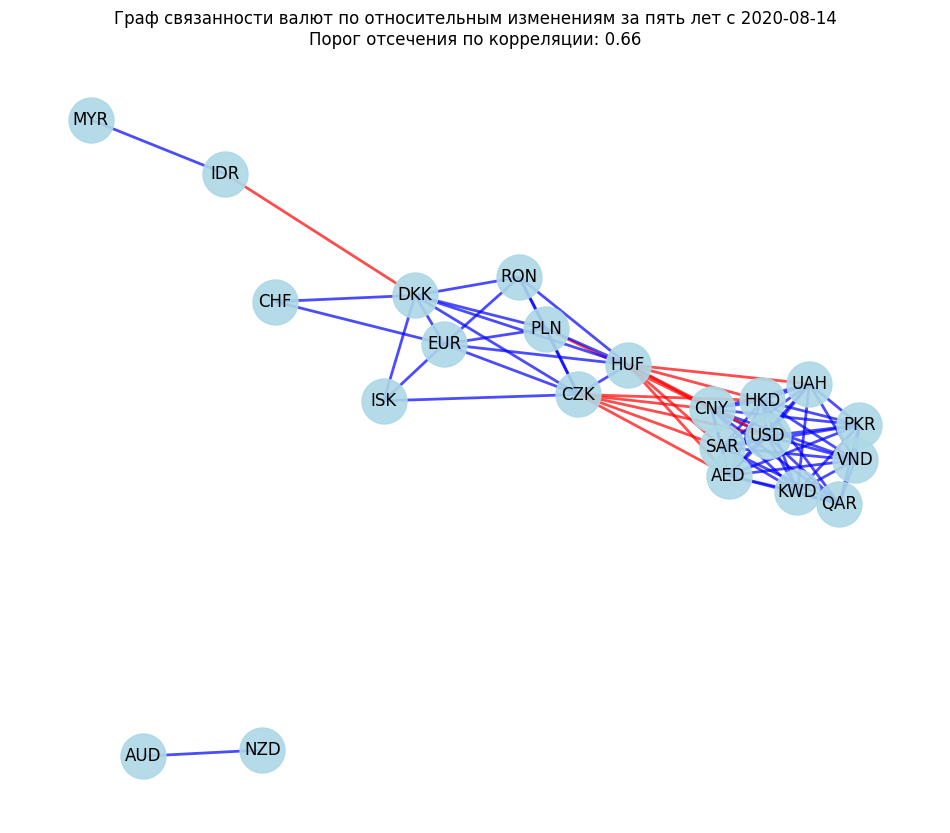 Граф связанности валют по относительным изменениям за пять лет с 2020-08-14
Порог отсечения по корреляции: 0.66
MYR
IDR
RON
DKK
CHF
PLN
EUR
HUF
UAH
CZK
ISK
HKD
CNY
PKR
USD
SAR
VND
AED
KWD
QAR
NZD
AUD